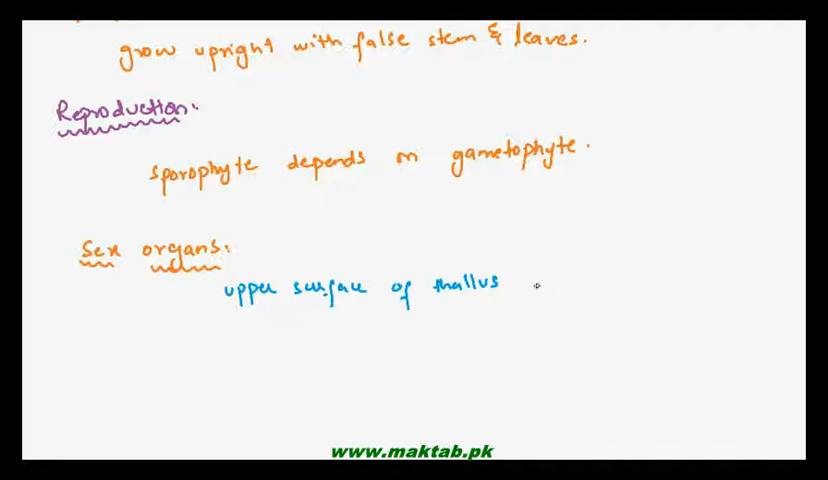 grow upright with false stem & leaves.
Reproduction:
sporophyte depends on gametophyte.
Sex organs:
upper surface of thallus
www.maktab.pk